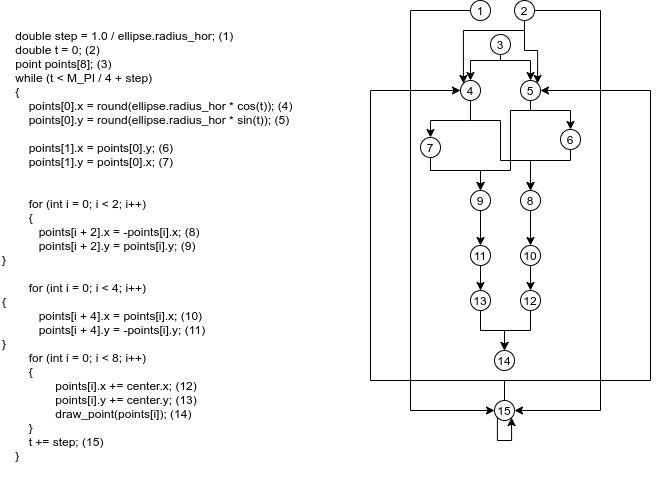 double step = 1.0 / ellipse.radius_hor; (1)
double t = 0; (2)
point points[8]; (3)
while (t < M_PI / 4 + step)
{
points[0].x = round(ellipse.radius_hor * cos(t)); (4)
points[0].y = round(ellipse.radius_hor * sin(t)); (5)
points[1].x = points[0].y; (6)
points[1].y = points[0].x; (7)
for (int i = 0; i < 2; i++)
{
points[i + 2].x = -points[i].x; (8)
points[i + 2].y = points[i].y; (9)
}
for (int i = 0; i < 4; i++)
{
points[i + 4].x = points[i].x; (10)
points[i + 4].y = -points[i].y; (11)
}
for (int i = 0; i < 8; i++)
{
points[i].x += center.x; (12)
points[i].y += center.y; (13)
draw_point(points[i]); (14)
}
t += step; (15)
}
1 2
3
4 5
7 6
9 8
11 10
13 12
14
15